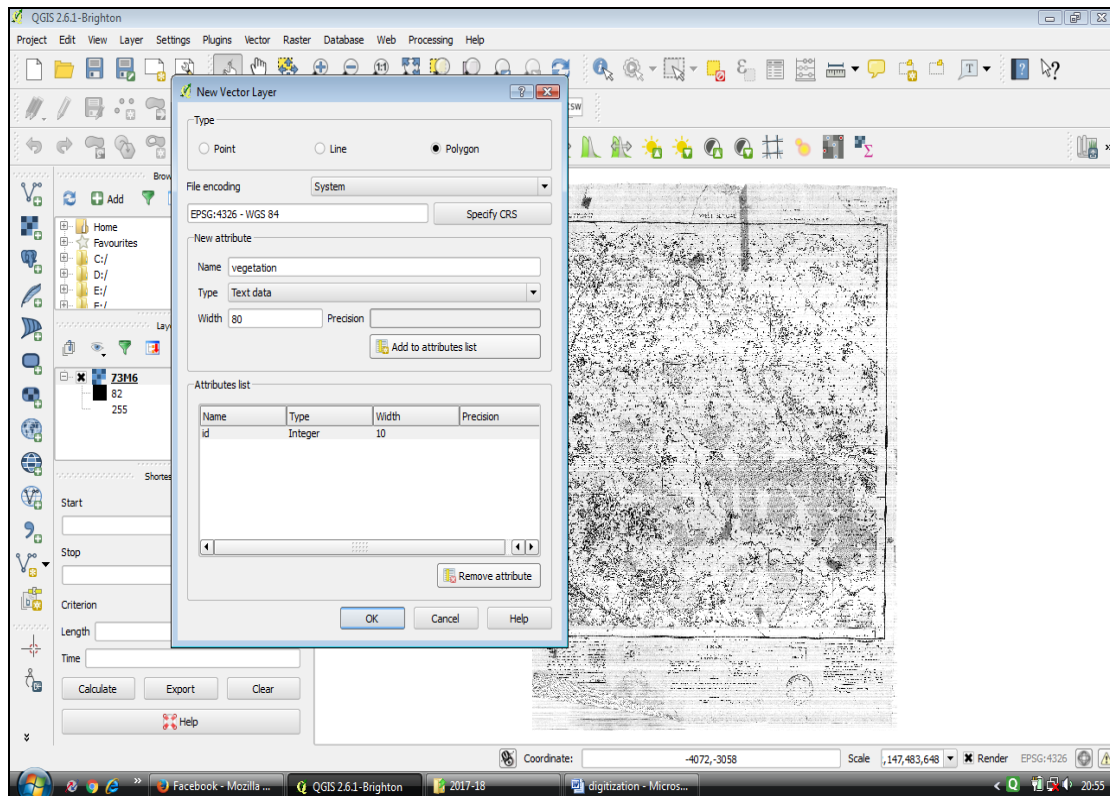 QGIS 2.6.1-Brighton
Project Edit View Layer Settings Plugins Vector Raster Database Web Processing Help
New Vector Layer
Type
Point Line Polygon
File encoding System
EPSG:4326 - WGS 84 Specify CRS
New attribute
Name vegetation
Type Text data
Width 80 Precision
Add to attributes list
Attributes list
Name Type Width Precision
id Integer 10
Remove attribute
OK Cancel Help
CSW
Brow
Add
Home
Favourites
C:/
D:/
E:/
F:/
Lay
73M6
82
255
Shortes
Start
Stop
Criterion
Length
Time
Calculate Export Clear
Help
Coordinate: -4072,-3058 Scale ,147,483,648 Render EPSG:4326
Facebook - Mozilla ... QGIS 2.6.1-Brighton 2017-18 digitization - Micros... 20:55